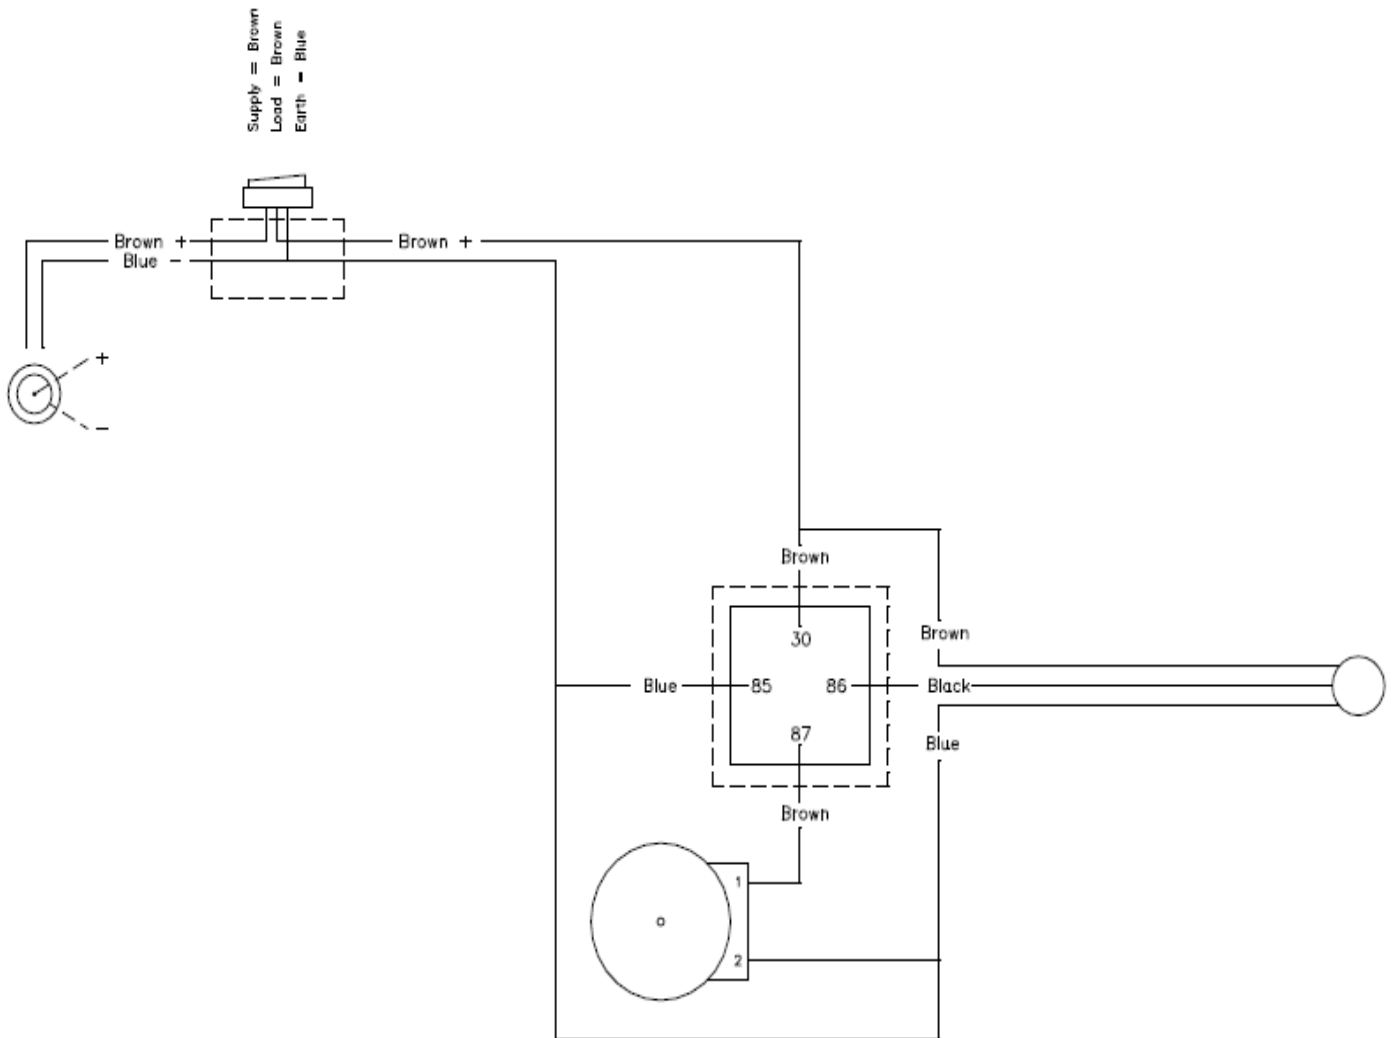 Supply = Brown
Load = Brown
Earth - Blue
Brown + Brown +
Blue -
+
-
Brown
30
Brown
Blue 85 86 Black
87
Blue
Brown
1
2